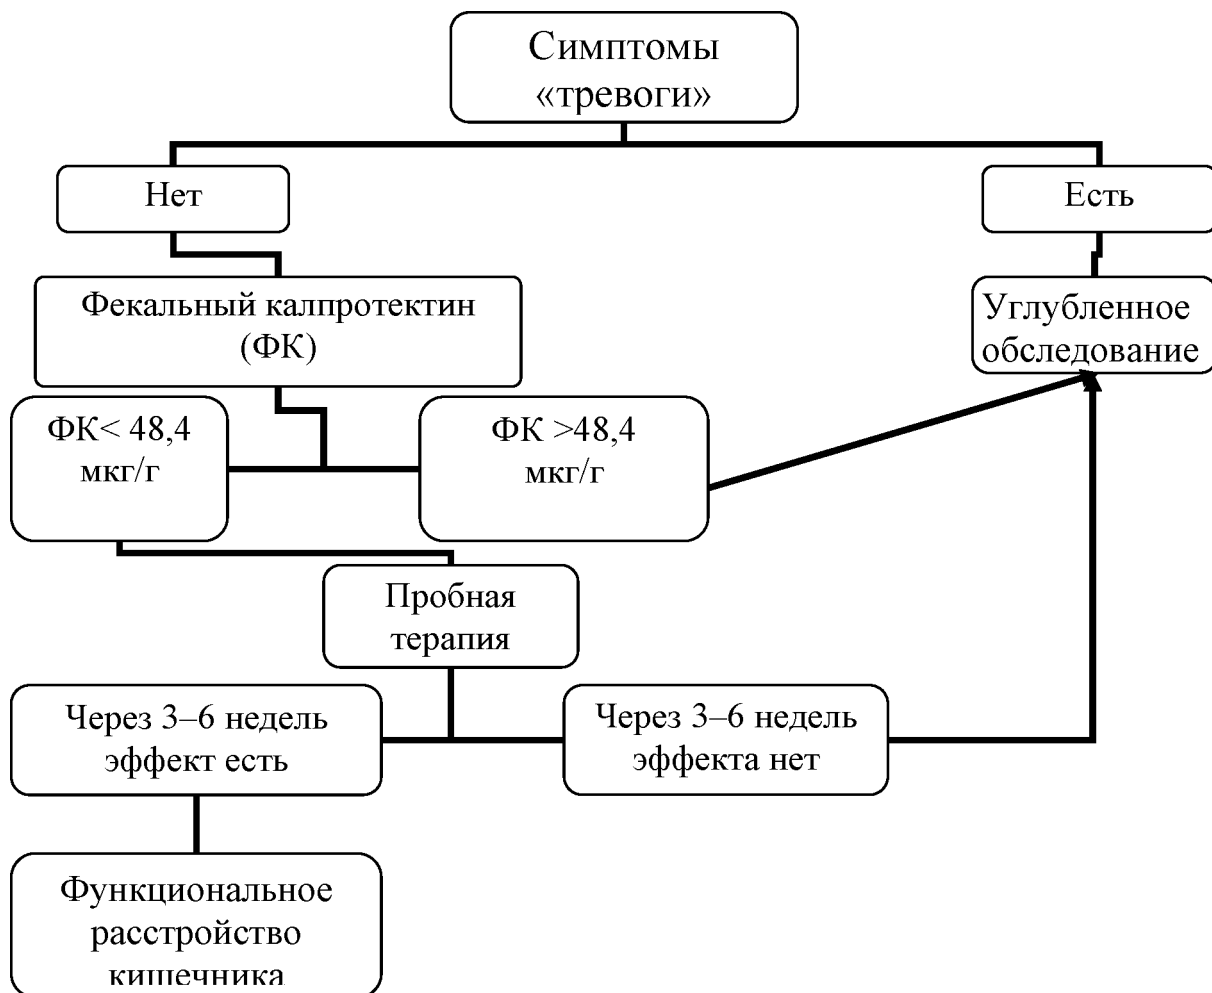 Симптомы
«тревоги»
Нет
Есть
Фекальный калпротектин
(ФК)
Углубленное
обследование
ФК< 48,4
мкг/г
ФК >48,4
мкг/г
Пробная
терапия
Через 3–6 недель
эффект есть
Через 3–6 недель
эффекта нет
Функциональное
расстройство
кишечника